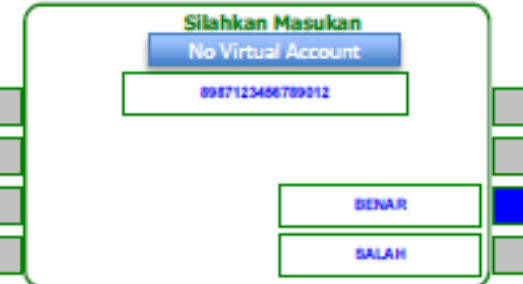 Silahkan Masukan
No Virtual Account
8987123456789012
BENAR
SALAH